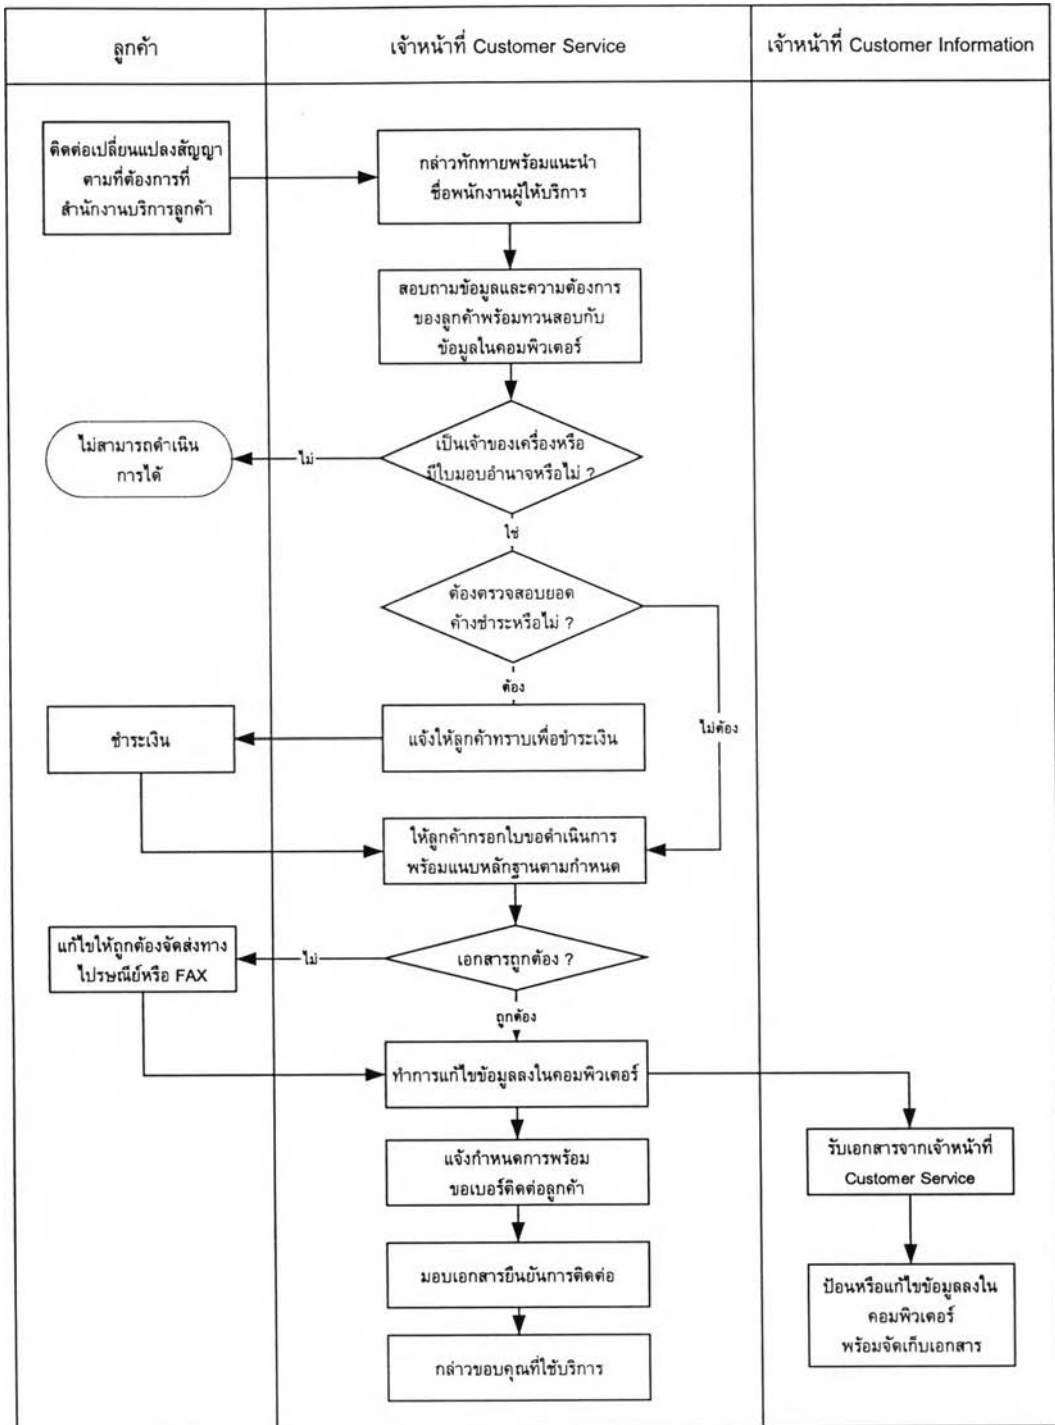 ลูกค้า
เจ้าหน้าที่ Customer Service
เจ้าหน้าที่ Customer Information
ติดต่อเปลี่ยนแปลงสัญญา
ตามที่ต้องการที่
สำนักงานบริการลูกค้า
กล่าวทักทายพร้อมแนะนำ
ชื่อพนักงานผู้ให้บริการ
สอบถามข้อมูลและความต้องการ
ของลูกค้าพร้อมทวนสอบกับ
ข้อมูลในคอมพิวเตอร์
ไม่สามารถดำเนิน
การได้
ไม่
เป็นเจ้าของเครื่องหรือ
มีใบมอบอำนาจหรือไม่ ?
ใช่
ต้องตรวจสอบยอด
ค้างชำระหรือไม่ ?
ต้อง
ไม่ต้อง
ชำระเงิน
แจ้งให้ลูกค้าทราบเพื่อชำระเงิน
ให้ลูกค้ากรอกใบขอดำเนินการ
พร้อมแนบหลักฐานตามกำหนด
แก้ไขให้ถูกต้องจัดส่งทาง
ไปรษณีย์หรือ FAX
ไม่
เอกสารถูกต้อง ?
ถูกต้อง
ทำการแก้ไขข้อมูลลงในคอมพิวเตอร์
แจ้งกำหนดการพร้อม
ขอเบอร์ติดต่อลูกค้า
รับเอกสารจากเจ้าหน้าที่
Customer Service
มอบเอกสารยืนยันการติดต่อ
ป้อนหรือแก้ไขข้อมูลลงใน
คอมพิวเตอร์
พร้อมจัดเก็บเอกสาร
กล่าวขอบคุณที่ใช้บริการ